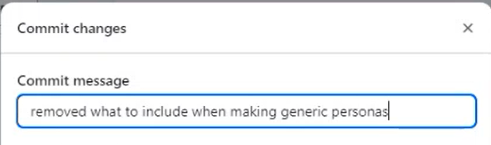 Commit changes
Commit message
removed what to include when making generic personas